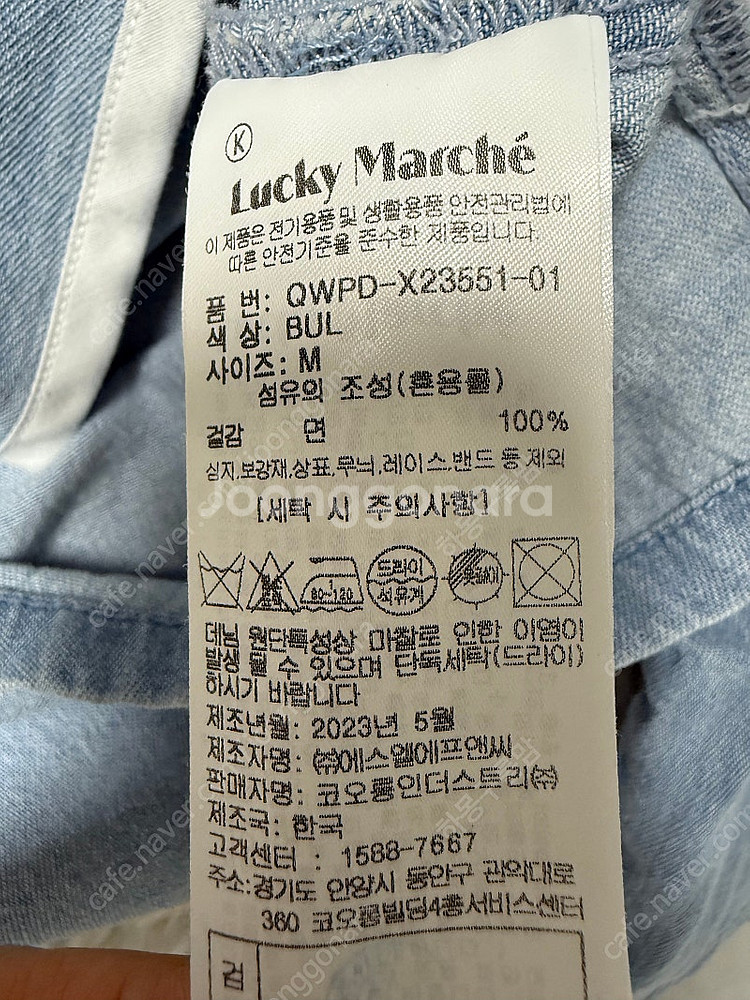 K
Lucky Marché
이 제품은 전기용품 및 생활용품 안전관리법에
따른 안전기준을 준수한 제품입니다.
품 번: QWPD-X23551-01
색 상: BUL
사이즈: M
섬유의 조성(혼용률)
겉감 면 100%
심지,보강재,상표,무늬,레이스,밴드 등 제외
[세탁 시 주의사항]
80~120
드라이
석유계
데님 원단특성상 마찰로 인한 이염이
발생 될 수 있으며 단독세탁(드라이)
하시기 바랍니다
제조년월: 2023년 5월
제조자명: ㈜에스엘에프앤씨
판매자명: 코오롱인더스트리㈜
제조국: 한국
고객센터 : 1588-7667
주소:경기도 안양시 동안구 관악대로
360 코오롱빌딩4층서비스센터
검
joonggonara
cafe.naver.